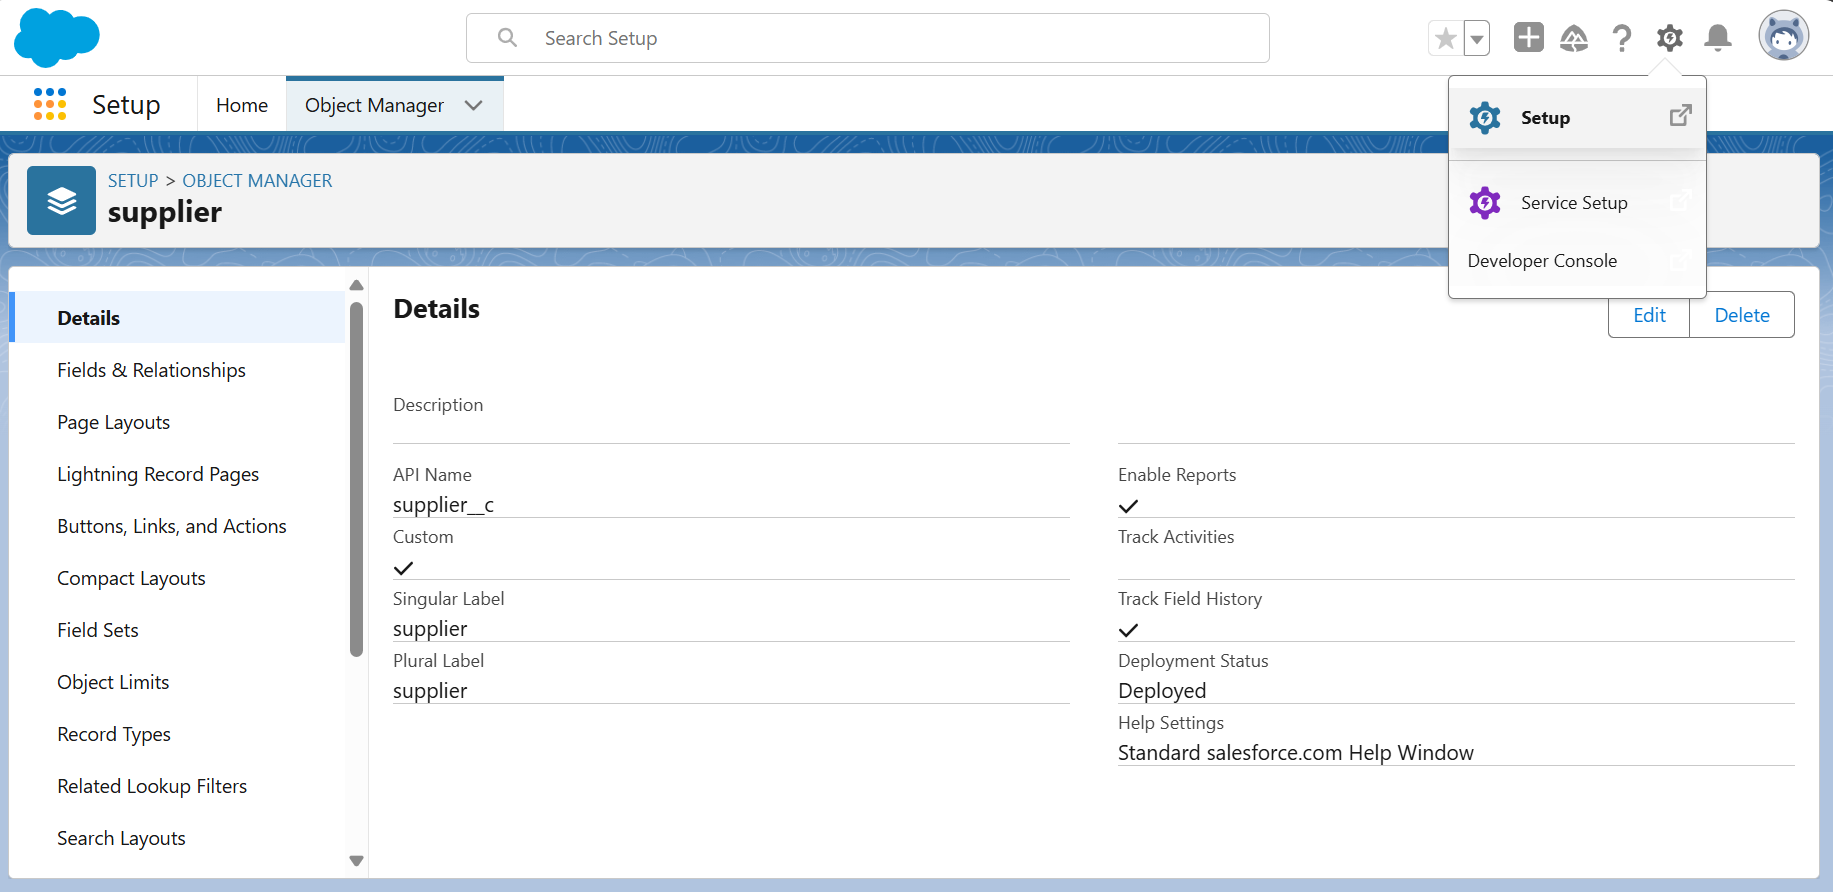 Search Setup
Setup
Home
Object Manager
Setup
Service Setup
Developer Console
SETUP > OBJECT MANAGER
supplier
Details
Fields & Relationships
Page Layouts
Lightning Record Pages
Buttons, Links, and Actions
Compact Layouts
Field Sets
Object Limits
Record Types
Related Lookup Filters
Search Layouts
Details
Edit
Delete
Description
API Name
supplier__c
Custom
Singular Label
supplier
Plural Label
supplier
Enable Reports
Track Activities
Track Field History
Deployment Status
Deployed
Help Settings
Standard salesforce.com Help Window